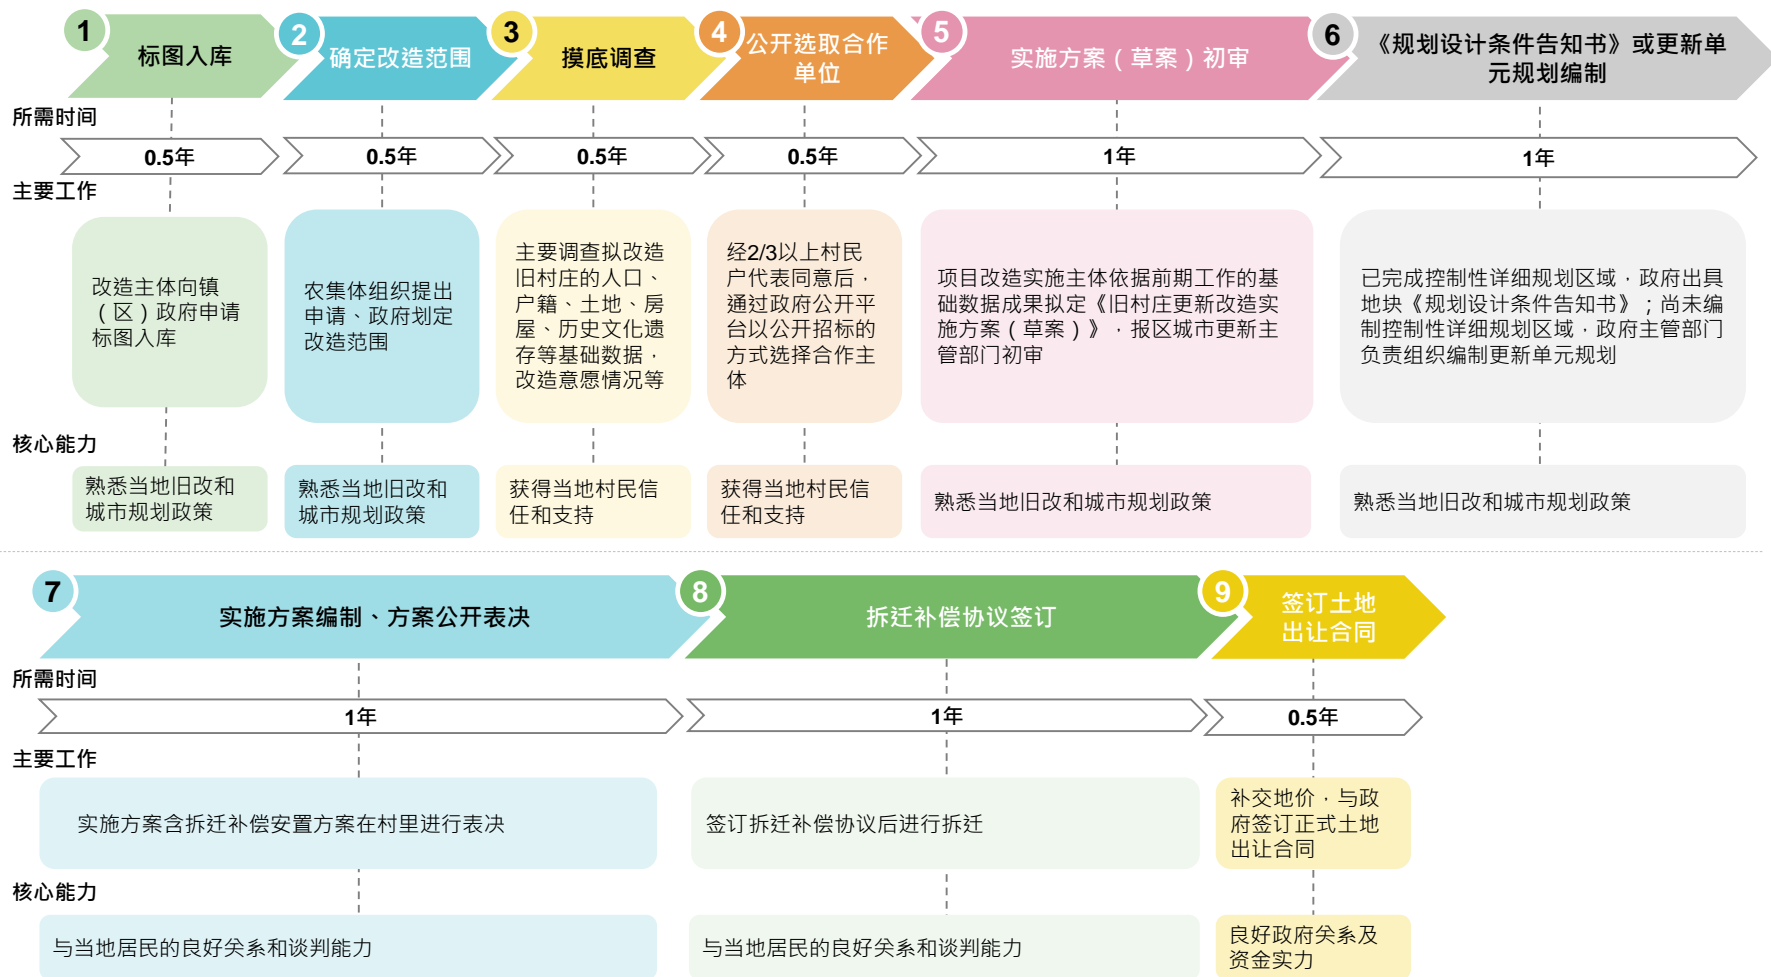 1
标图入库
2
确定改造范围
3
摸底调查
4
公开选取合作
单位
5
实施方案（草案）初审
6
《规划设计条件告知书》或更新单
元规划编制
所需时间
0.5年
0.5年
0.5年
0.5年
1年
1年
主要工作
改造主体向镇
（区）政府申请
标图入库
农集体组织提出
申请、政府划定
改造范围
主要调查拟改造
旧村庄的人口、
户籍、土地、房
屋、历史文化遗
存等基础数据，
改造意愿情况等
经2/3以上村民
户代表同意后，
通过政府公开平
台以公开招标的
方式选择合作主
体
项目改造实施主体依据前期工作的基
础数据成果拟定《旧村庄更新改造实
施方案（草案）》，报区城市更新主
管部门初审
已完成控制性详细规划区域，政府出具
地块《规划设计条件告知书》；尚未编
制控制性详细规划区域，政府主管部门
负责组织编制更新单元规划
核心能力
熟悉当地旧改和
城市规划政策
熟悉当地旧改和
城市规划政策
获得当地村民信
任和支持
获得当地村民信
任和支持
熟悉当地旧改和城市规划政策
熟悉当地旧改和城市规划政策
7
实施方案编制、方案公开表决
8
拆迁补偿协议签订
9
签订土地
出让合同
所需时间
1年
1年
0.5年
主要工作
实施方案含拆迁补偿安置方案在村里进行表决
签订拆迁补偿协议后进行拆迁
补交地价，与政
府签订正式土地
出让合同
核心能力
与当地居民的良好关系和谈判能力
与当地居民的良好关系和谈判能力
良好政府关系及
资金实力